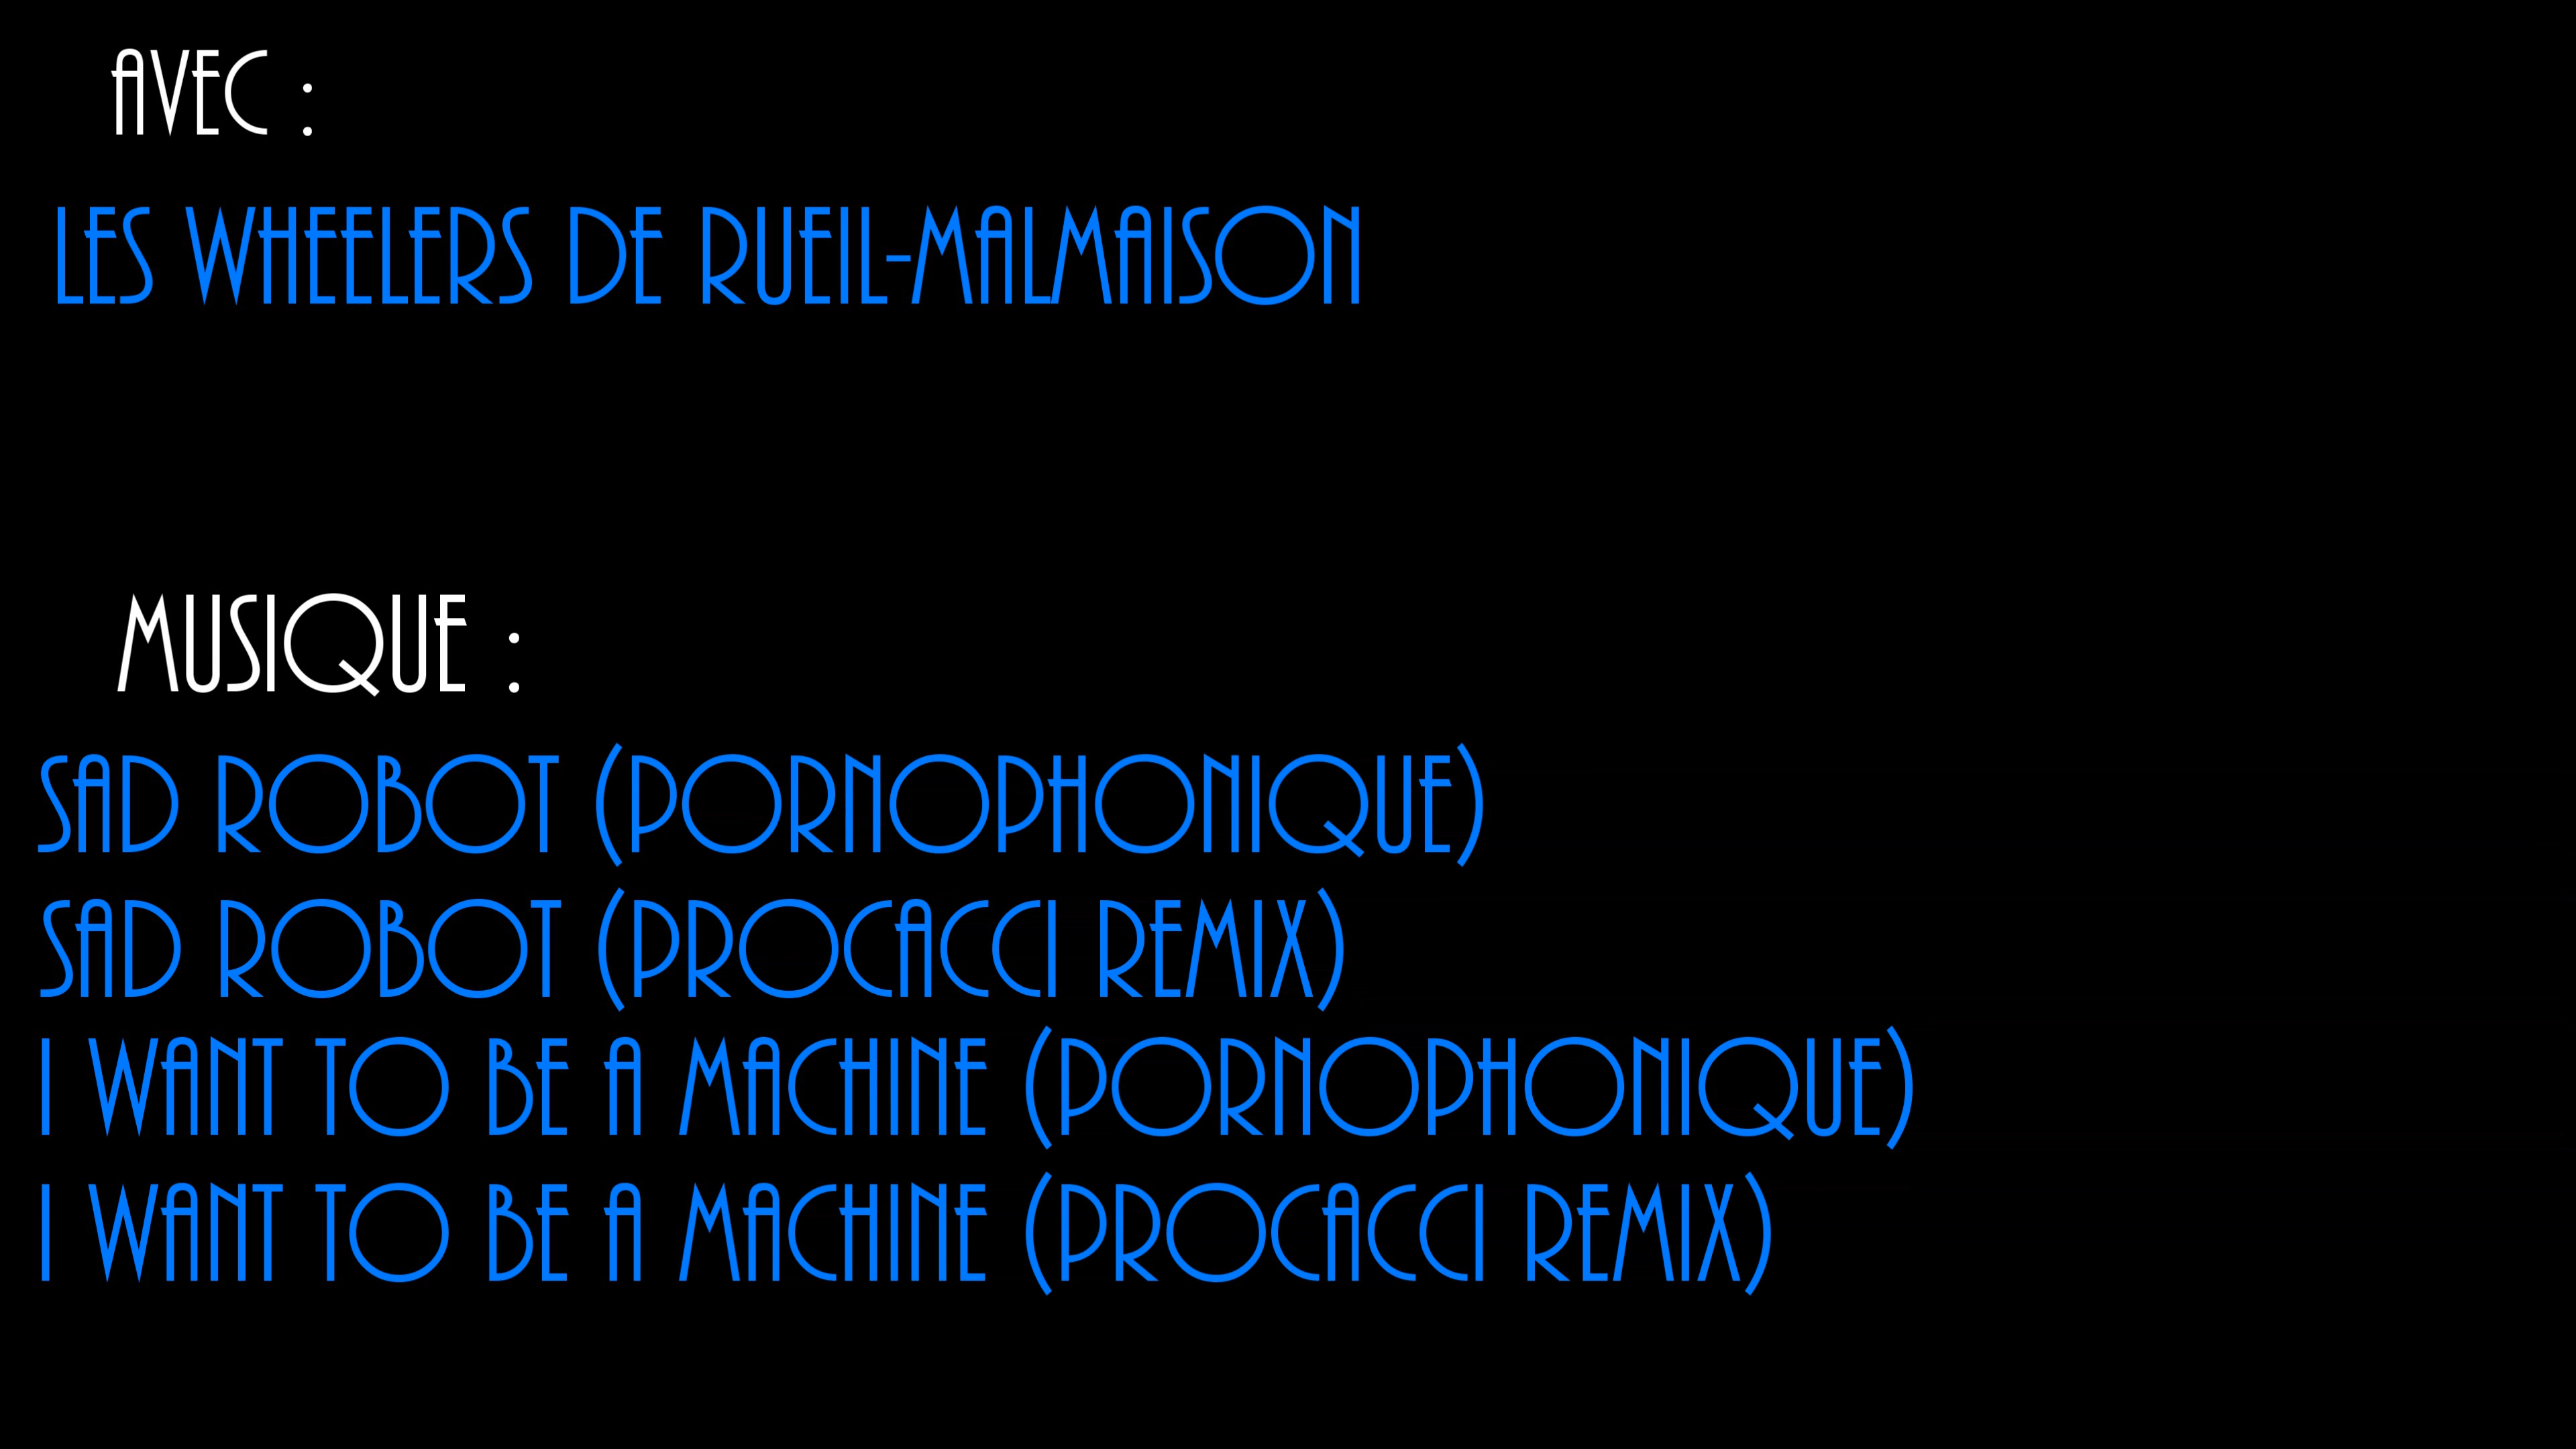 AVEC :
LES WHEELERS DE RUEIL-MALMAISON
MUSIQUE :
SAD ROBOT (PORNOPHONIQUE)
SAD ROBOT (PROCACCI REMIX)
I WANT TO BE A MACHINE (PORNOPHONIQUE)
I WANT TO BE A MACHINE (PROCACCI REMIX)